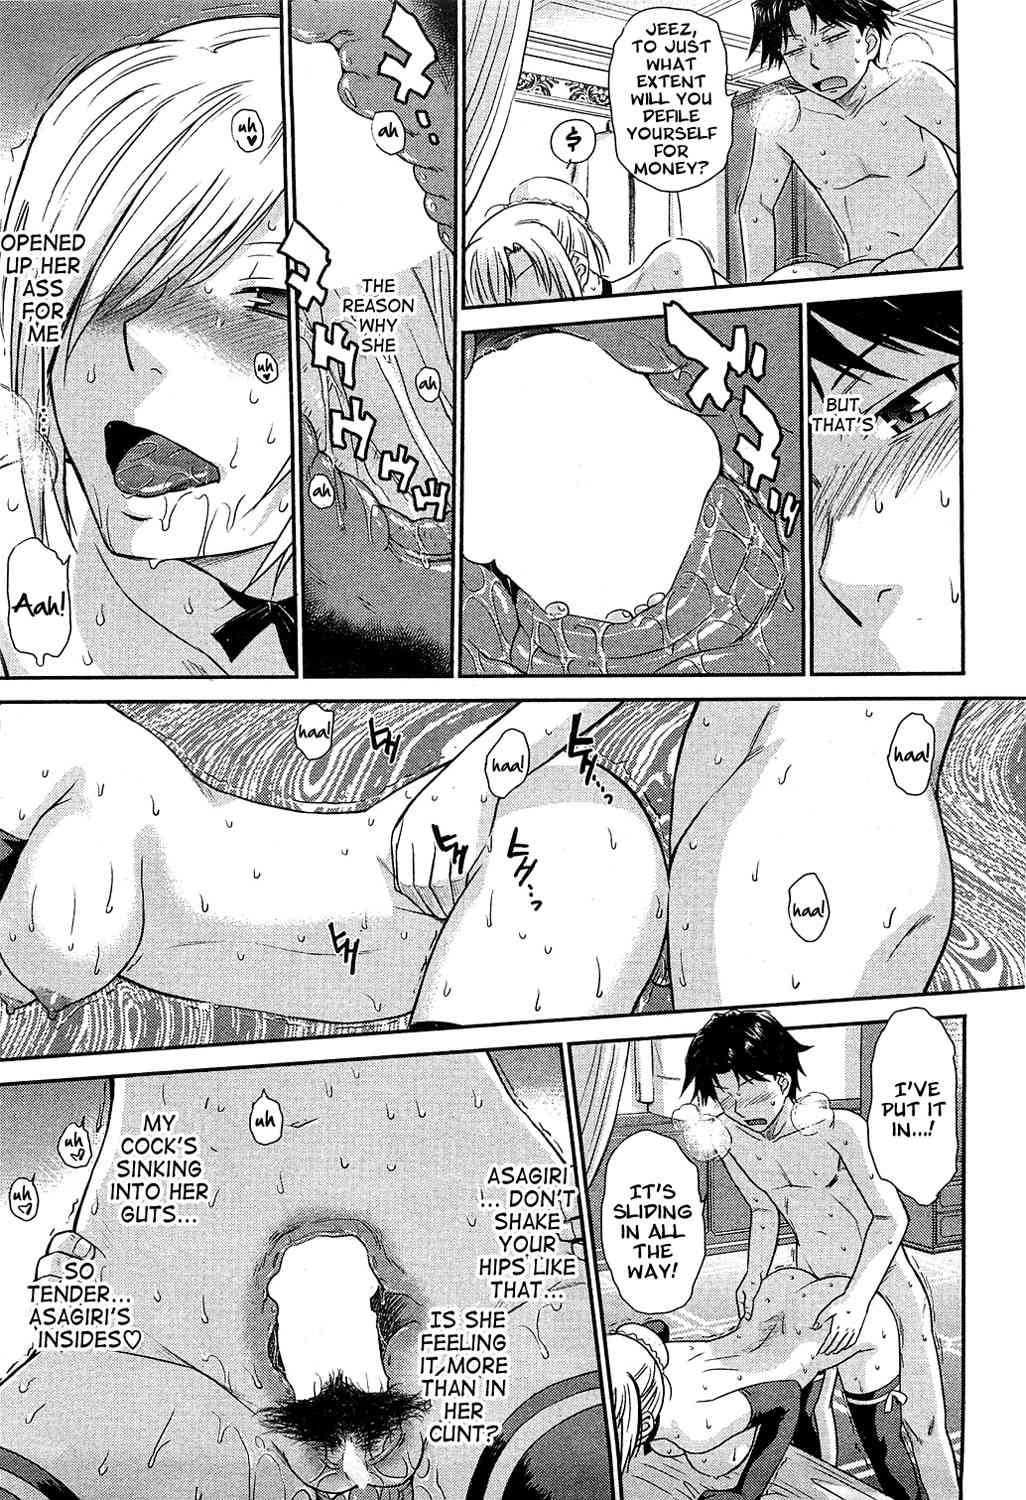 JEEZ,
TO JUST
WHAT
EXTENT
WILL YOU
DEFILE
YOURSELF
FOR
MONEY?
$
BUT
THAT'S
THE
REASON
WHY
SHE
ah
ah
ah
OPENED
UP HER
ASS
FOR
ME
uh♥
uh♥
Aah!
haa!
haa!
haa!
haa!
I'VE
PUT IT
IN...!
IT'S
SLIDING
IN ALL
THE
WAY!
ASAGIRI
... DON'T
SHAKE
YOUR
HIPS LIKE
THAT...
IS SHE
FEELING
IT MORE
THAN IN
HER
CUNT?
uh
MY
COCK'S
SINKING
INTO HER
GUTS...
uh♡
uh♡
SO
TENDER...
ASAGIRI'S
INSIDES♡